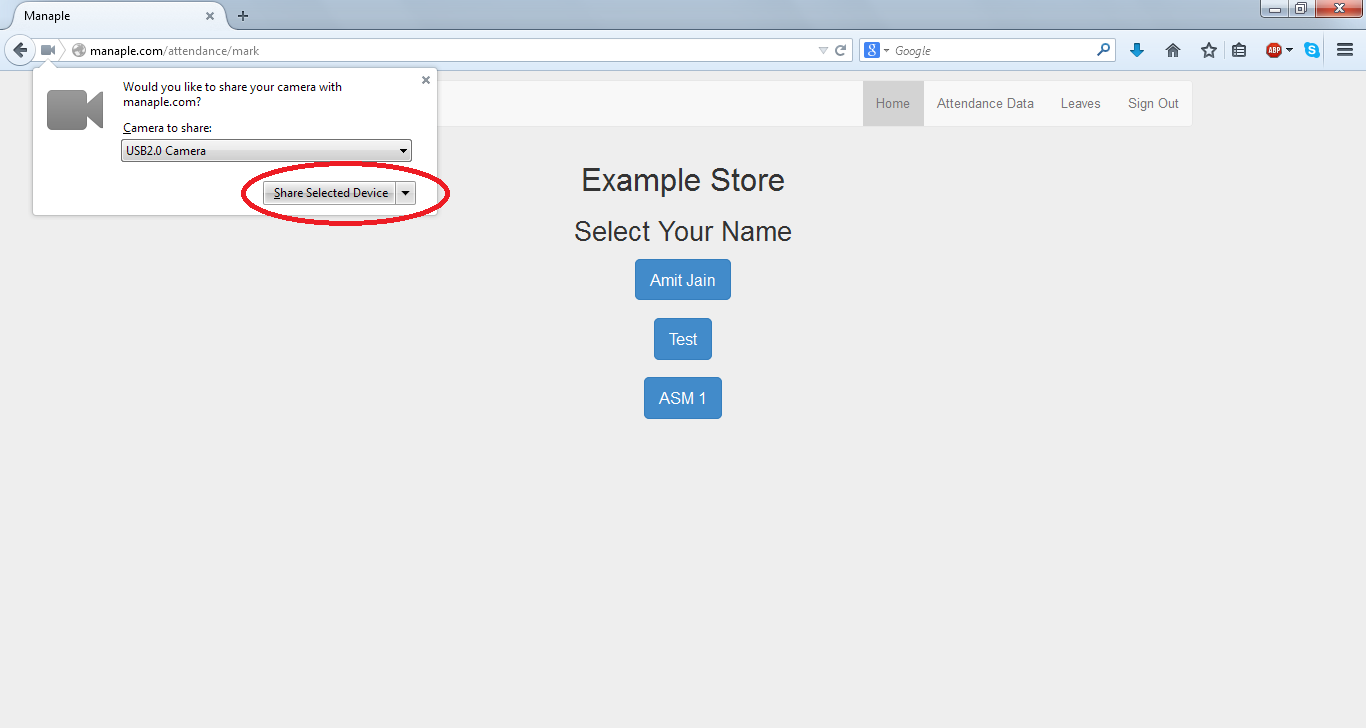 Manaple
manaple.com/attendance/mark
Google
ABP
Would you like to share your camera with
manaple.com?
Camera to share:
USB2.0 Camera
Share Selected Device
Home Attendance Data Leaves Sign Out
Example Store
Select Your Name
Amit Jain
Test
ASM 1